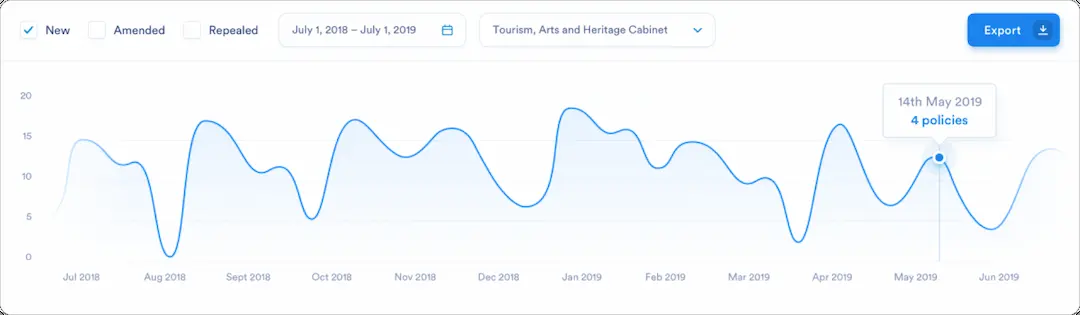 New
Amended
Repealed
July 1, 2018 – July 1, 2019
Tourism, Arts and Heritage Cabinet
Export
14th May 2019
4 policies
20
15
10
5
0
Jul 2018
Aug 2018
Sept 2018
Oct 2018
Nov 2018
Dec 2018
Jan 2019
Feb 2019
Mar 2019
Apr 2019
May 2019
Jun 2019